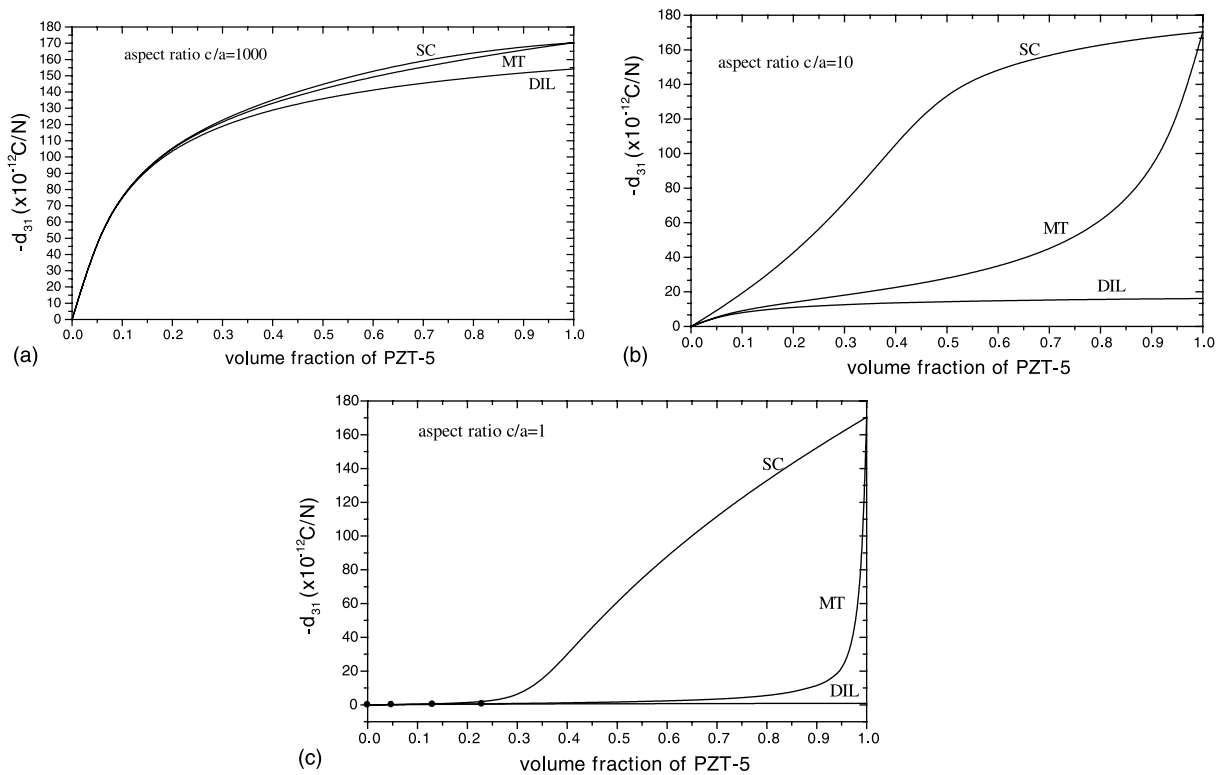 aspect ratio c/a=1000
SC
MT
DIL
-d31 (x10-12C/N)
170
160
150
140
130
120
110
100
90
80
70
60
50
40
30
20
10
0
0.0 0.1 0.2 0.3 0.4 0.5 0.6 0.7 0.8 0.9 1.0
(a)
volume fraction of PZT-5
aspect ratio c/a=10
SC
MT
DIL
-d31 (x10-12C/N)
180
160
140
120
100
80
60
40
20
0
0.0 0.1 0.2 0.3 0.4 0.5 0.6 0.7 0.8 0.9 1.0
(b)
volume fraction of PZT-5
aspect ratio c/a=1
SC
MT
DIL
-d31 (x10-12C/N)
180
160
140
120
100
80
60
40
20
0
0.0 0.1 0.2 0.3 0.4 0.5 0.6 0.7 0.8 0.9 1.0
(c)
volume fraction of PZT-5